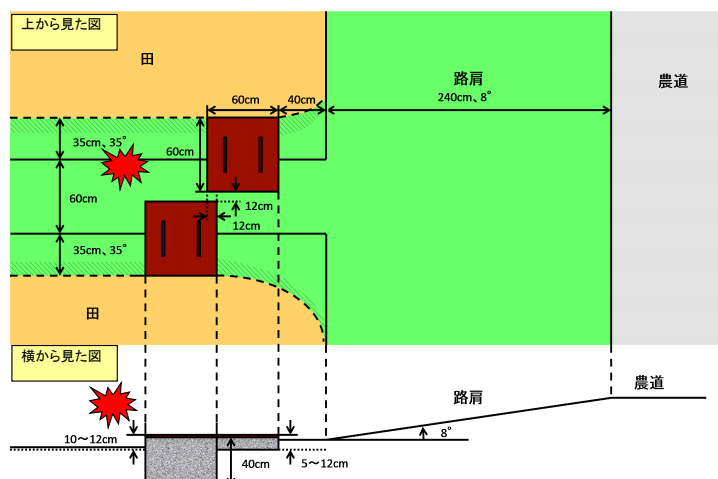 上から見た図
田
路肩
農道
60cm
40cm
240cm、8°
35cm、35°
60cm
60cm
12cm
12cm
35cm、35°
田
横から見た図
農道
路肩
8°
10～12cm
40cm
5～12cm